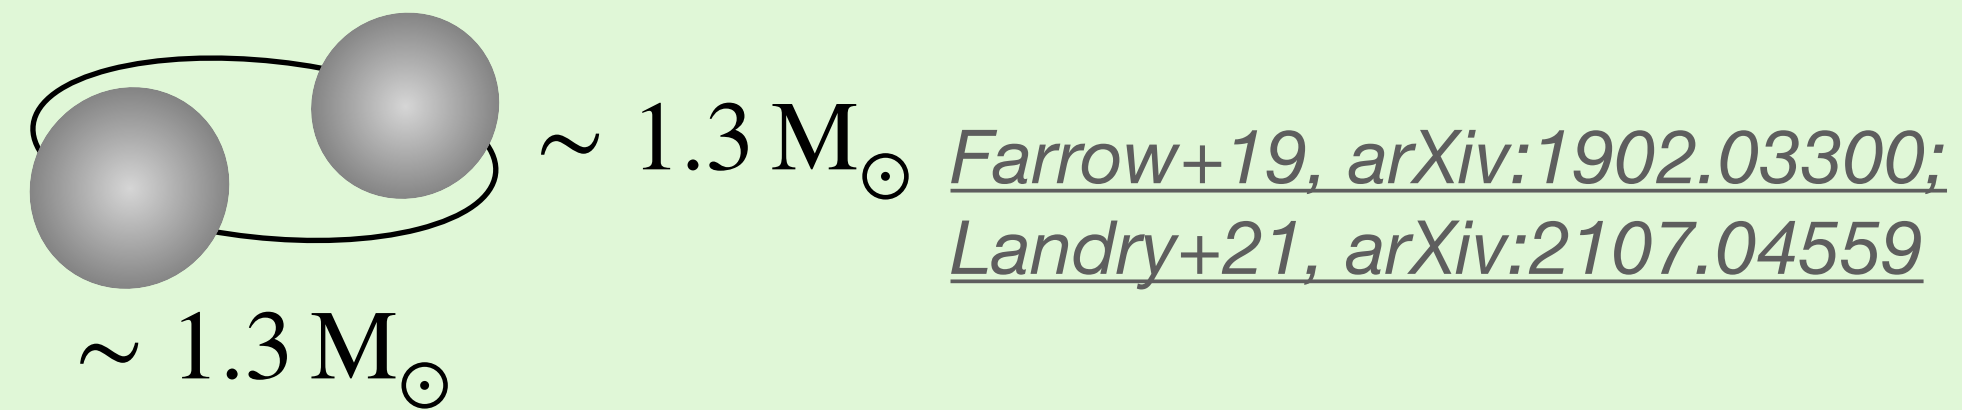 ~ 1.3 M⊙ Farrow+19, arXiv:1902.03300;
Landry+21, arXiv:2107.04559
~ 1.3 M⊙